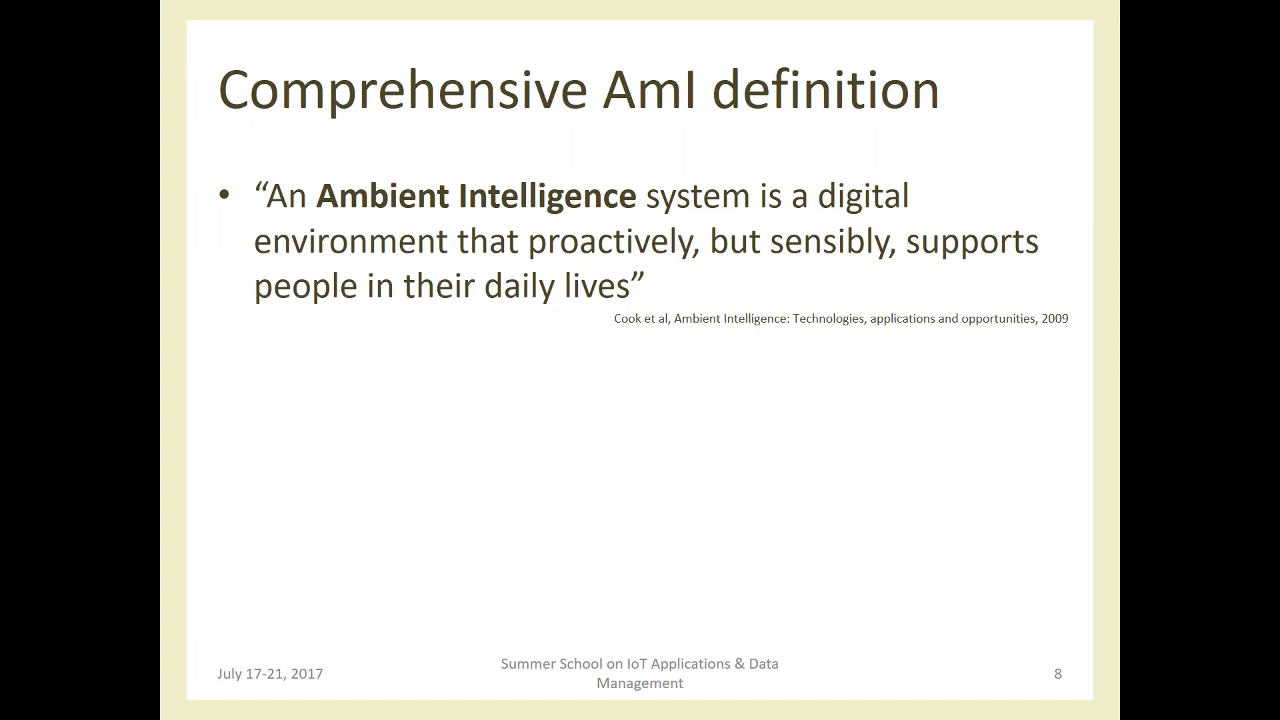 Comprehensive AmI definition
• “An Ambient Intelligence system is a digital
environment that proactively, but sensibly, supports
people in their daily lives”
Cook et al, Ambient Intelligence: Technologies, applications and opportunities, 2009
July 17-21, 2017
Summer School on IoT Applications & Data
Management
8